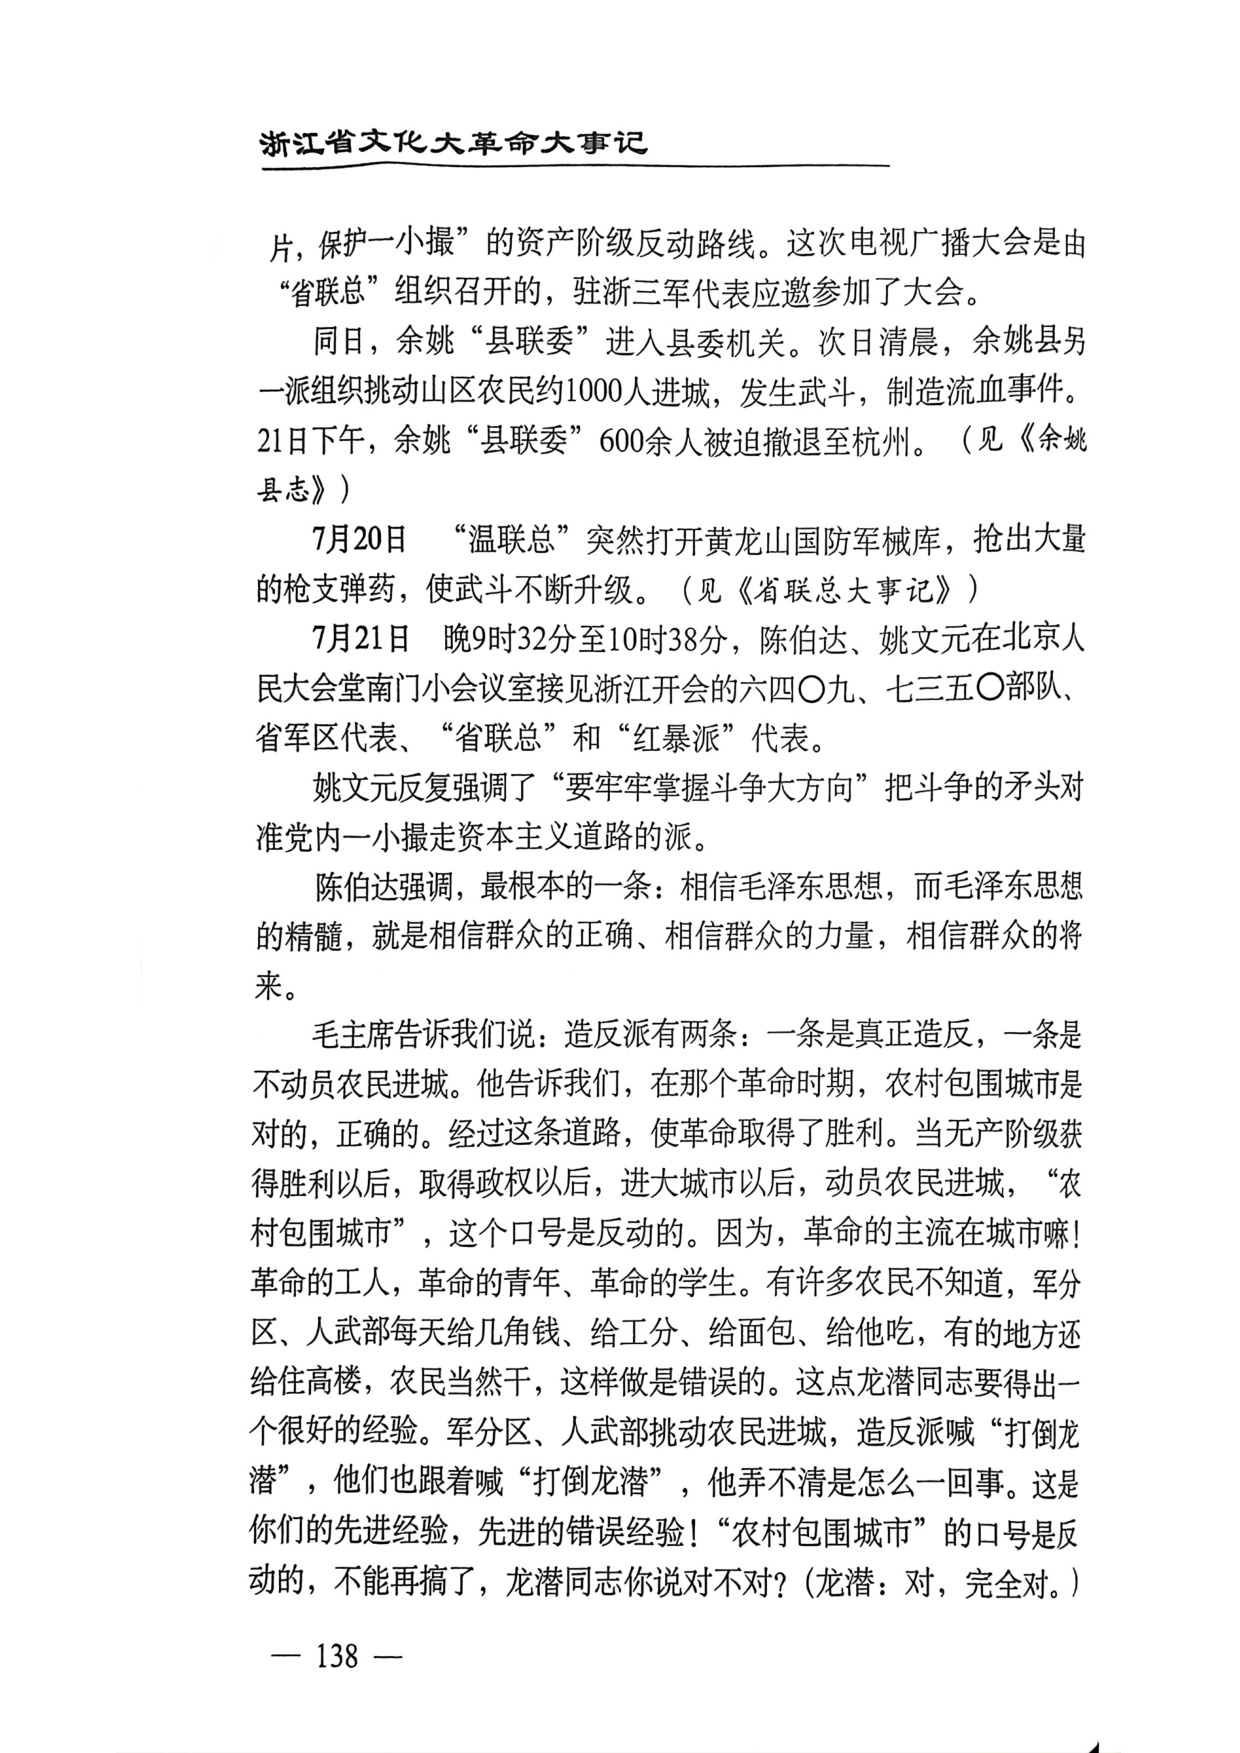 浙江省文化大革命大事记
片，保护一小撮”的资产阶级反动路线。这次电视广播大会是由
“省联总”组织召开的，驻浙三军代表应邀参加了大会。
同日，余姚“县联委”进入县委机关。次日清晨，余姚县另
一派组织挑动山区农民约1000人进城，发生武斗，制造流血事件。
21日下午，余姚“县联委”600余人被迫撤退至杭州。（见《余姚
县志》）
7月20日　“温联总”突然打开黄龙山国防军械库，抢出大量
的枪支弹药，使武斗不断升级。（见《省联总大事记》）
7月21日　晚9时32分至10时38分，陈伯达、姚文元在北京人
民大会堂南门小会议室接见浙江开会的六四〇九、七三五〇部队、
省军区代表、“省联总”和“红暴派”代表。
姚文元反复强调了“要牢牢掌握斗争大方向”把斗争的矛头对
准党内一小撮走资本主义道路的派。
陈伯达强调，最根本的一条：相信毛泽东思想，而毛泽东思想
的精髓，就是相信群众的正确、相信群众的力量，相信群众的将
来。
毛主席告诉我们说：造反派有两条：一条是真正造反，一条是
不动员农民进城。他告诉我们，在那个革命时期，农村包围城市是
对的，正确的。经过这条道路，使革命取得了胜利。当无产阶级获
得胜利以后，取得政权以后，进大城市以后，动员农民进城，“农
村包围城市”，这个口号是反动的。因为，革命的主流在城市嘛！
革命的工人，革命的青年、革命的学生。有许多农民不知道，军分
区、人武部每天给几角钱、给工分、给面包、给他吃，有的地方还
给住高楼，农民当然干，这样做是错误的。这点龙潜同志要得出一
个很好的经验。军分区、人武部挑动农民进城，造反派喊“打倒龙
潜”，他们也跟着喊“打倒龙潜”，他弄不清是怎么一回事。这是
你们的先进经验，先进的错误经验！“农村包围城市”的口号是反
动的，不能再搞了，龙潜同志你说对不对？（龙潜：对，完全对。）
— 138 —